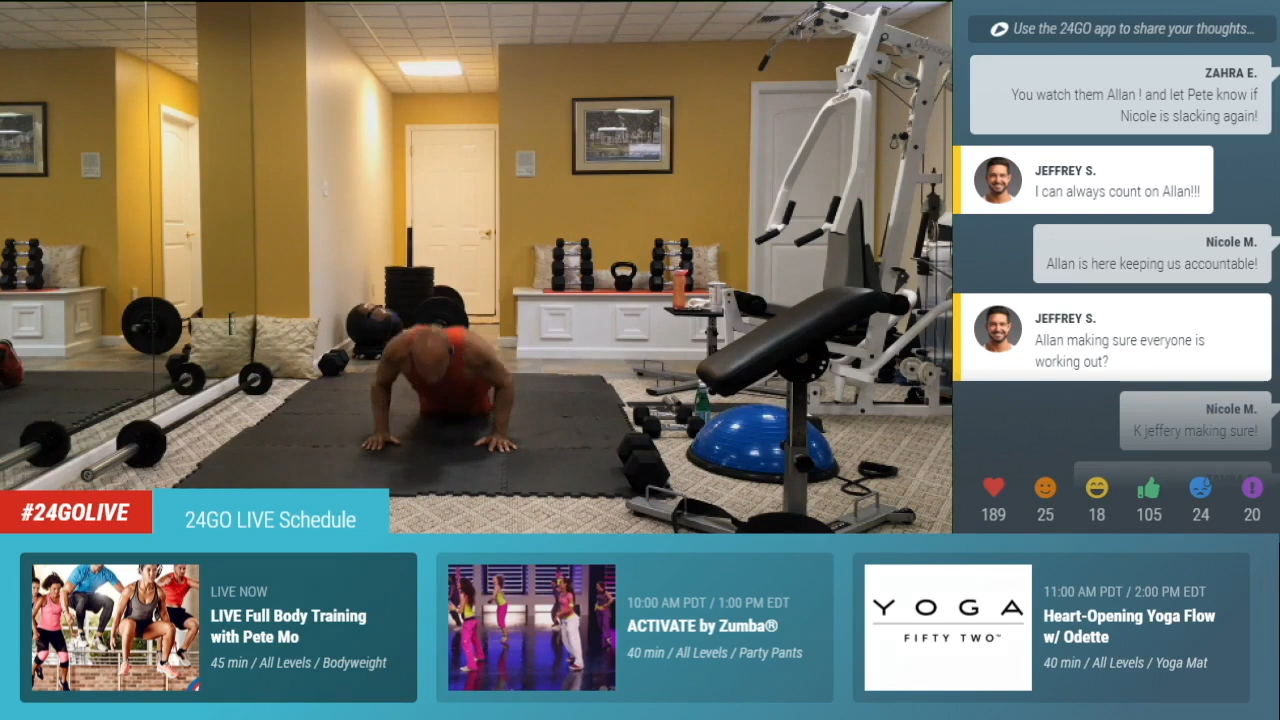 Use the 24GO app to share your thoughts...
ZAHRA E.
You watch them Allan ! and let Pete know if
Nicole is slacking again!
JEFFREY S.
I can always count on Allan!!!
Nicole M.
Allan is here keeping us accountable!
JEFFREY S.
Allan making sure everyone is
working out?
Nicole M.
K jeffery making sure!
189
25
18
105
24
20
#24GOLIVE
24GO LIVE Schedule
LIVE NOW
LIVE Full Body Training
with Pete Mo
45 min / All Levels / Bodyweight
10:00 AM PDT / 1:00 PM EDT
ACTIVATE by Zumba®
40 min / All Levels / Party Pants
YOGA
FIFTY TWO™
11:00 AM PDT / 2:00 PM EDT
Heart-Opening Yoga Flow
w/ Odette
40 min / All Levels / Yoga Mat